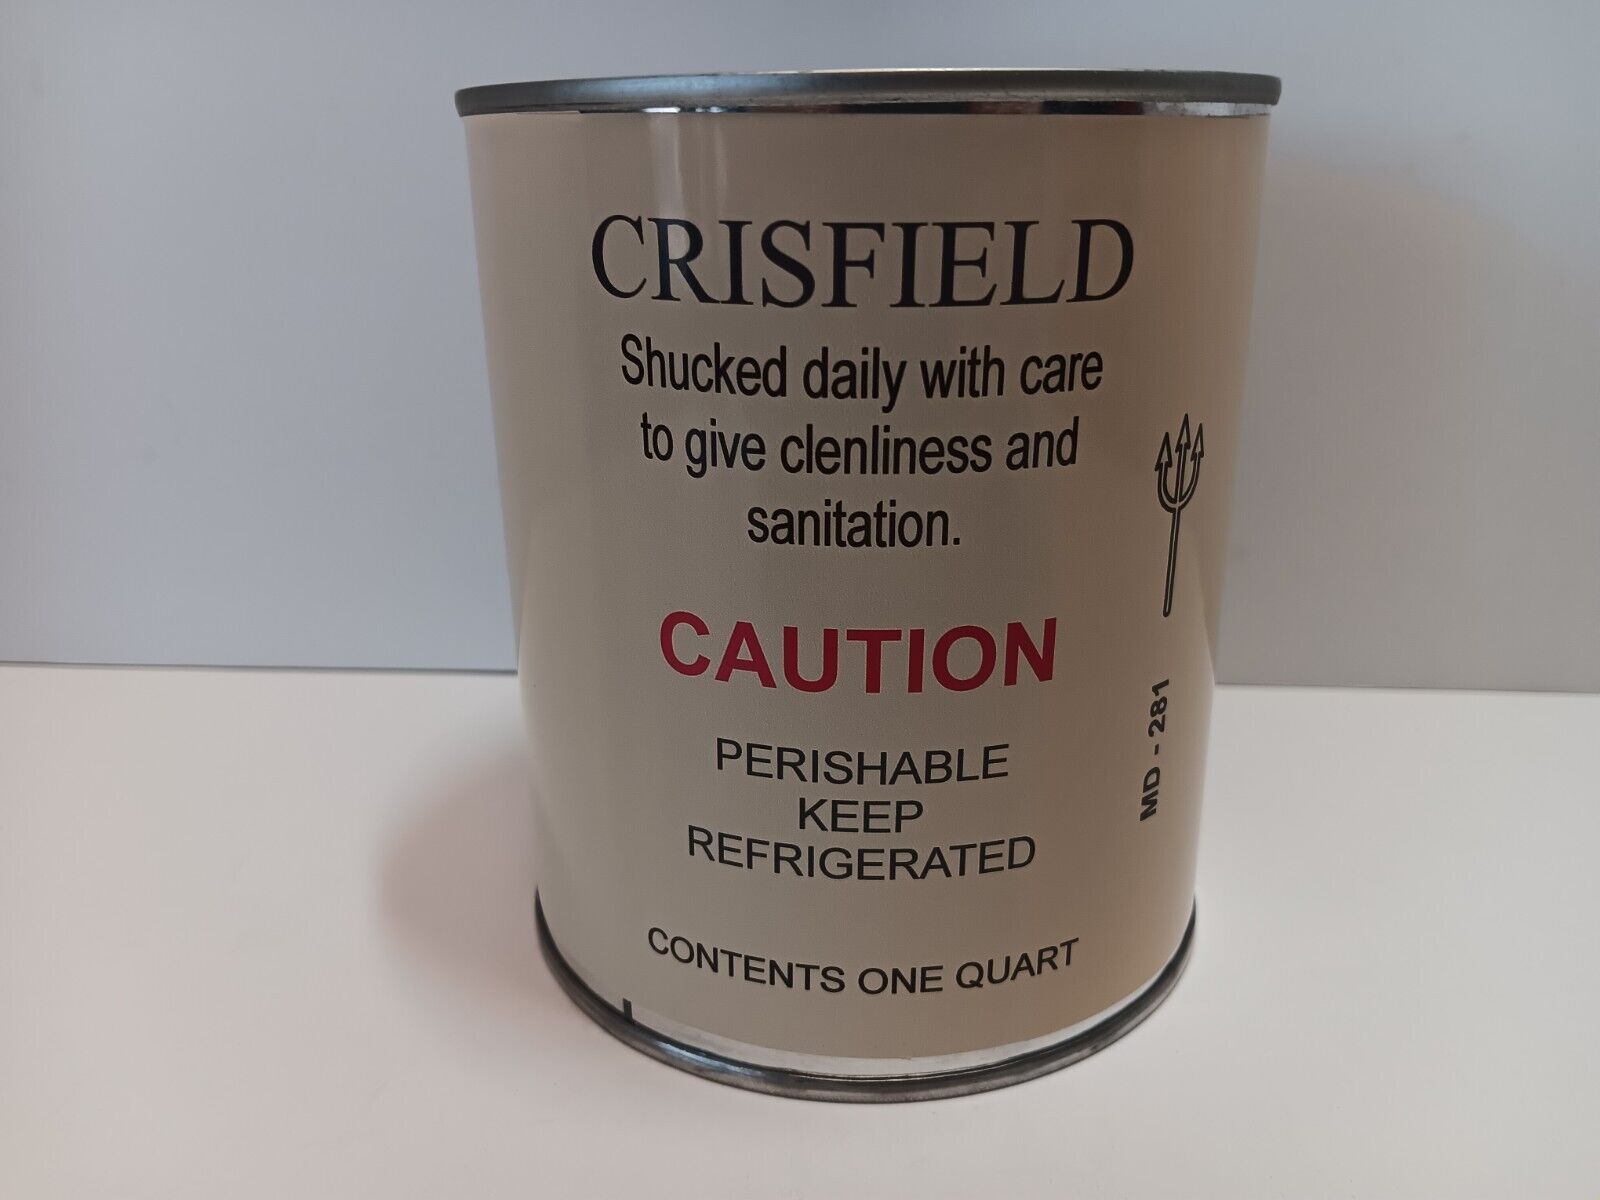 CRISFIELD
Shucked daily with care
to give clenliness and
sanitation.
CAUTION
PERISHABLE
KEEP
REFRIGERATED
CONTENTS ONE QUART
MD - 281